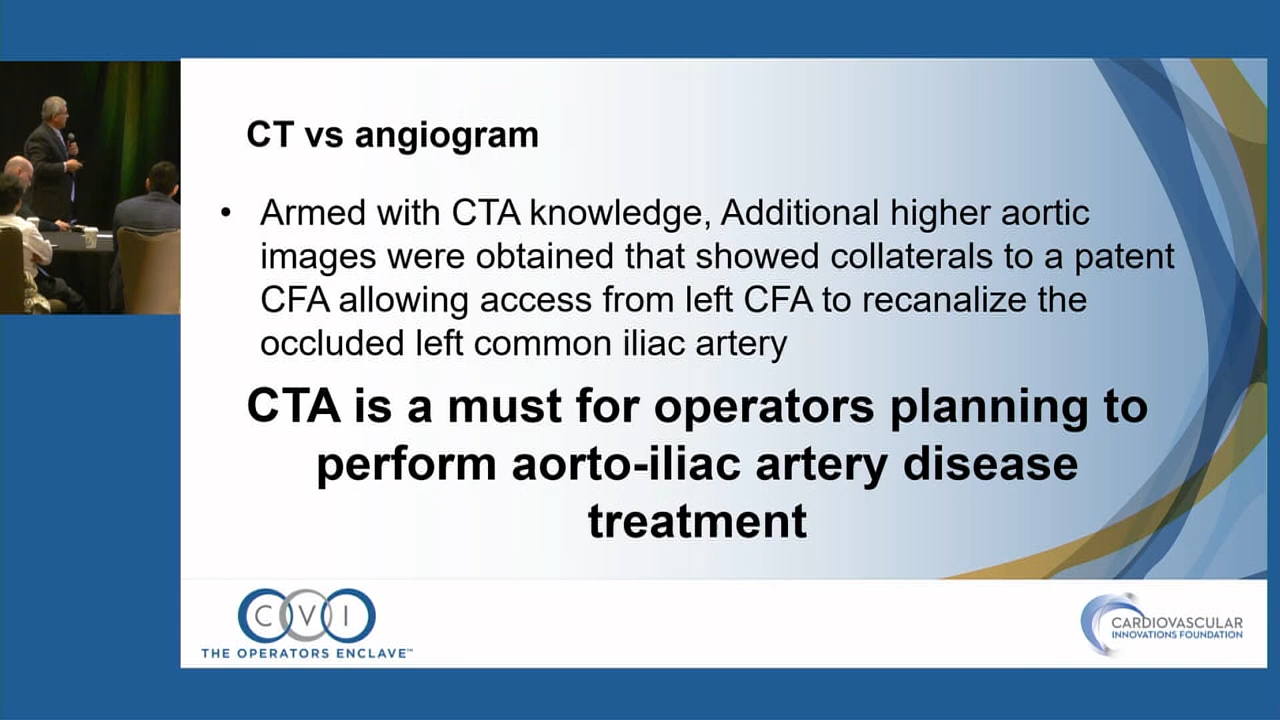 CT vs angiogram
• Armed with CTA knowledge, Additional higher aortic
images were obtained that showed collaterals to a patent
CFA allowing access from left CFA to recanalize the
occluded left common iliac artery
CTA is a must for operators planning to
perform aorto-iliac artery disease
treatment
CVI
THE OPERATORS ENCLAVE™
CARDIOVASCULAR
INNOVATIONS FOUNDATION